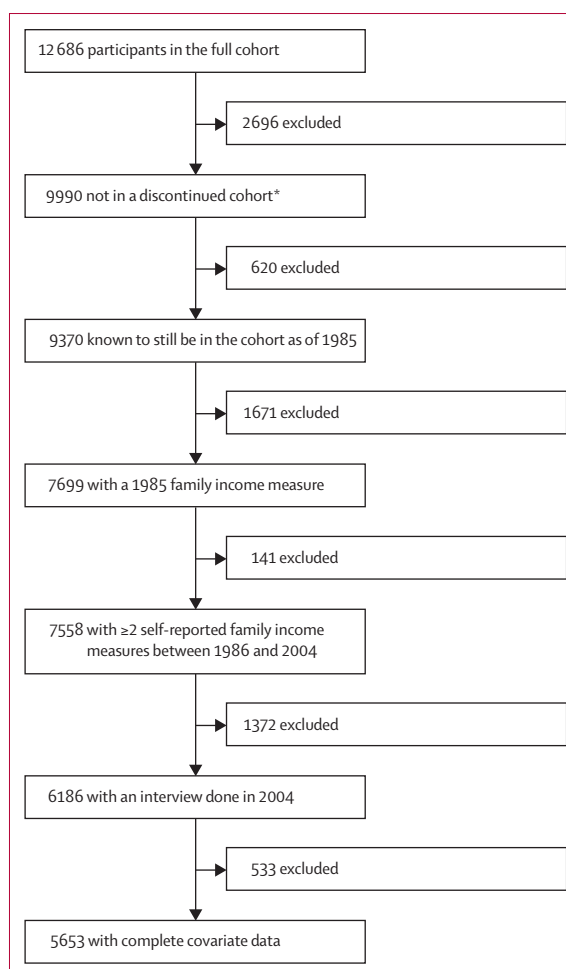 12 686 participants in the full cohort
2696 excluded
9990 not in a discontinued cohort*
620 excluded
9370 known to still be in the cohort as of 1985
1671 excluded
7699 with a 1985 family income measure
141 excluded
7558 with ≥2 self-reported family income
measures between 1986 and 2004
1372 excluded
6186 with an interview done in 2004
533 excluded
5653 with complete covariate data